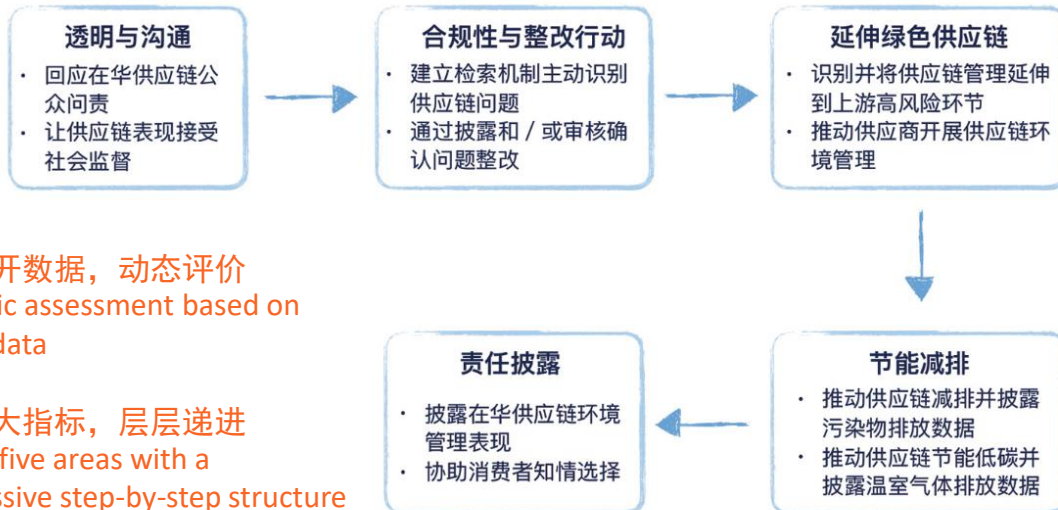 透明与沟通
· 回应在华供应链公
众问责
· 让供应链表现接受
社会监督
合规性与整改行动
· 建立检索机制主动识别
供应链问题
· 通过披露和 / 或审核确
认问题整改
延伸绿色供应链
· 识别并将供应链管理延伸
到上游高风险环节
· 推动供应商开展供应链环
境管理
开数据，动态评价
ic assessment based on
data
大指标，层层递进
five areas with a
ssive step-by-step structure
责任披露
· 披露在华供应链环境
管理表现
· 协助消费者知情选择
节能减排
· 推动供应链减排并披露
污染物排放数据
· 推动供应链节能低碳并
披露温室气体排放数据